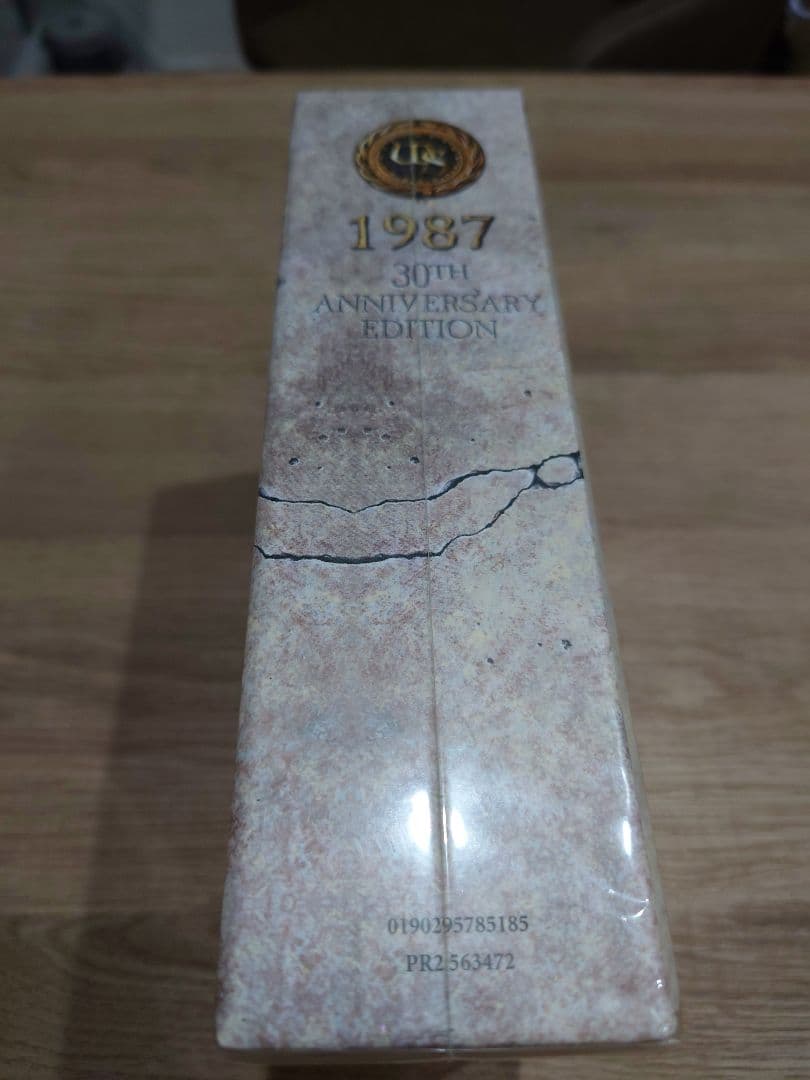 1987
30TH
ANNIVERSARY
EDITION
0190295785185
PR2 563472